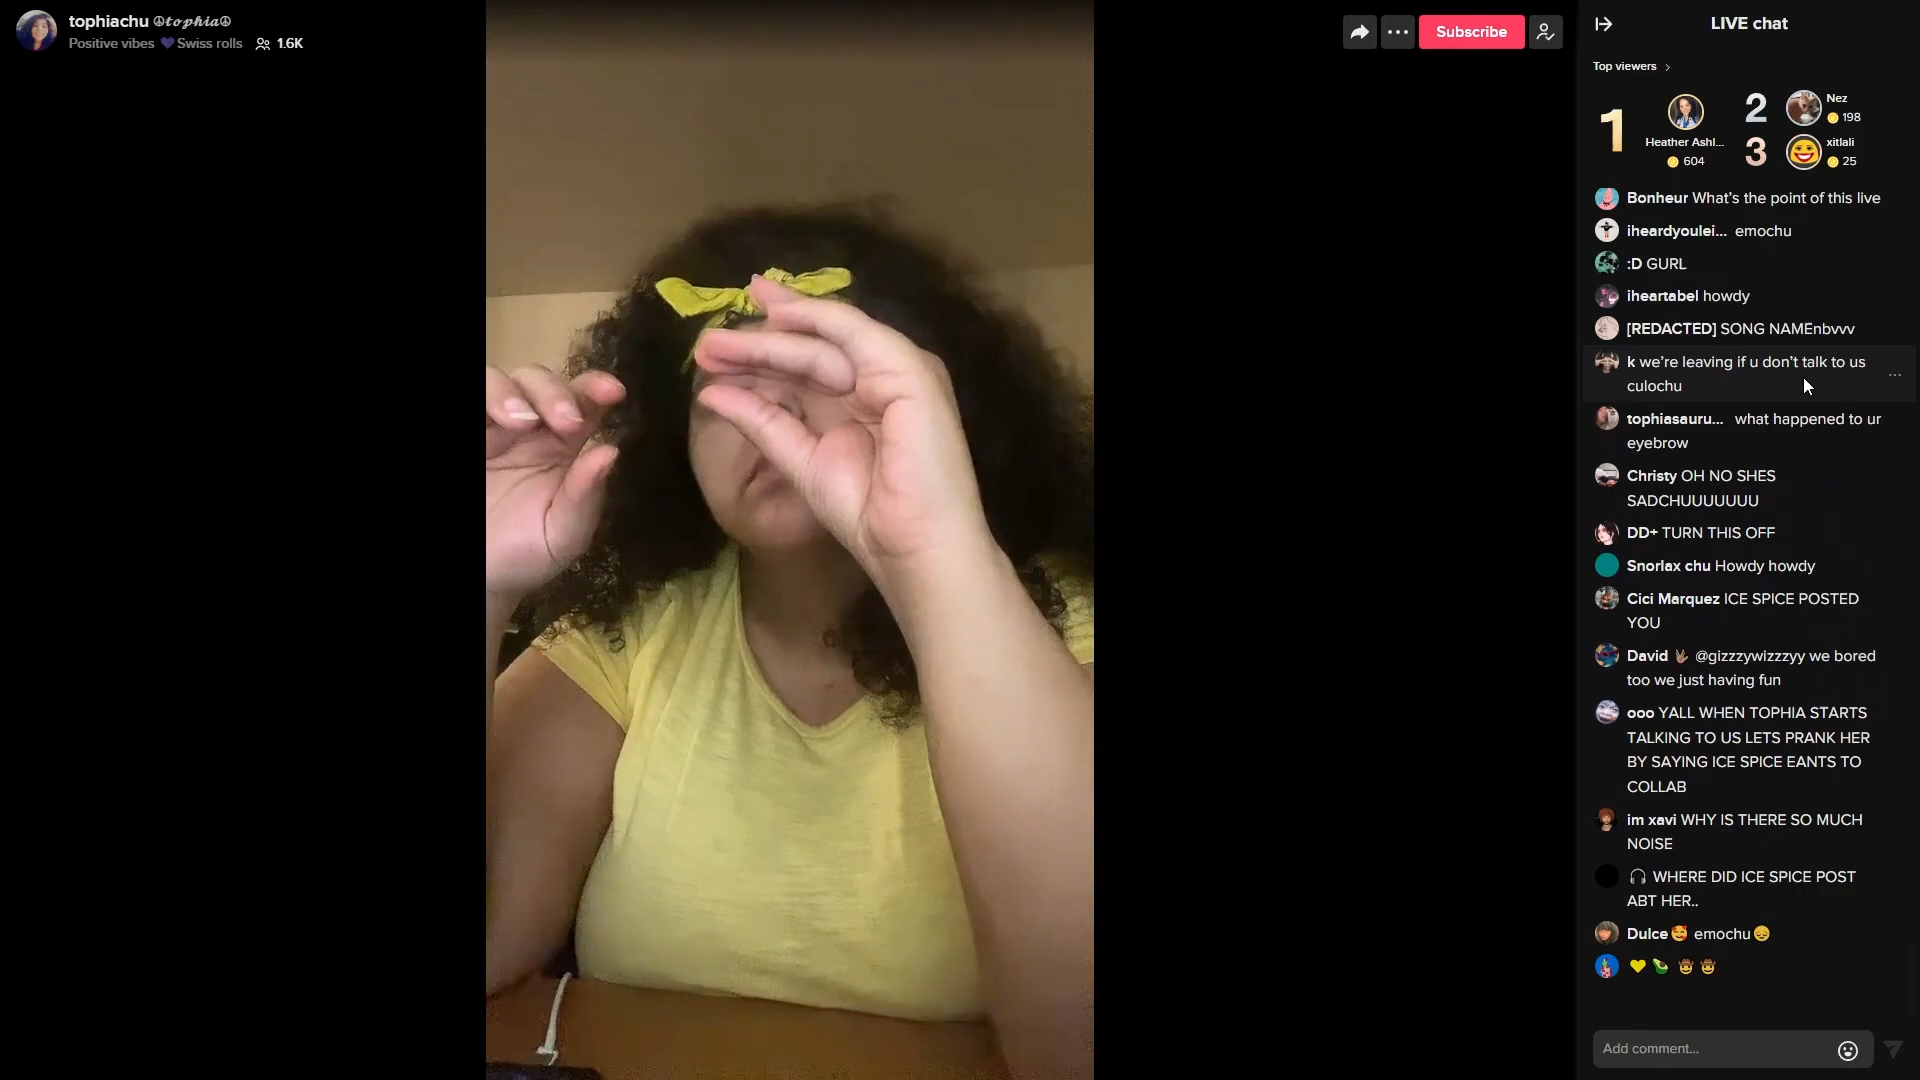 tophiachu ☮𝓽𝓸𝓹𝓱𝓲𝓪☮
Positive vibes 💜 Swiss rolls 1.6K
Subscribe
LIVE chat
Top viewers >
1
Heather Ashl...
604
2
Nez
198
3
xitlali
25
Bonheur What's the point of this live
iheardyoulei... emochu
:D GURL
iheartabel howdy
[REDACTED] SONG NAMEnbvvv
k we're leaving if u don't talk to us
culochu
tophiasauru... what happened to ur
eyebrow
Christy OH NO SHES
SADCHUUUUUUU
DD+ TURN THIS OFF
Snorlax chu Howdy howdy
Cici Marquez ICE SPICE POSTED
YOU
David 🖖🏽 @gizzzywizzzyy we bored
too we just having fun
ooo YALL WHEN TOPHIA STARTS
TALKING TO US LETS PRANK HER
BY SAYING ICE SPICE EANTS TO
COLLAB
im xavi WHY IS THERE SO MUCH
NOISE
🎧 WHERE DID ICE SPICE POST
ABT HER..
Dulce🥰 emochu😞
💛 🥑 🤠 🤠
Add comment...